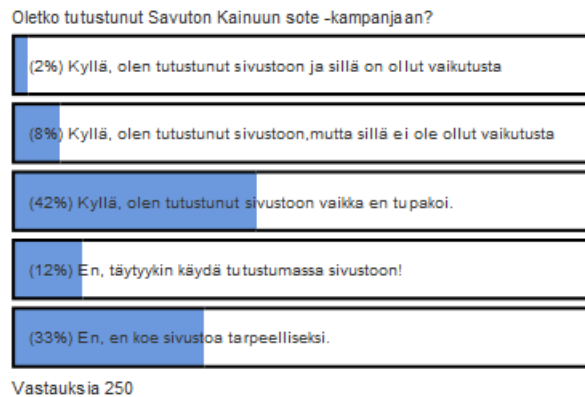 Oletko tutustunut Savuton Kainuun sote -kampanjaan?
(2%) Kyllä, olen tutustunut sivustoon ja sillä on ollut vaikutusta
(8%) Kyllä, olen tutustunut sivustoon,mutta sillä ei ole ollut vaikutusta
(42%) Kyllä, olen tutustunut sivustoon vaikka en tupakoi.
(12%) En, täytyykin käydä tutustumassa sivustoon!
(33%) En, en koe sivustoa tarpeelliseksi.
Vastauksia 250